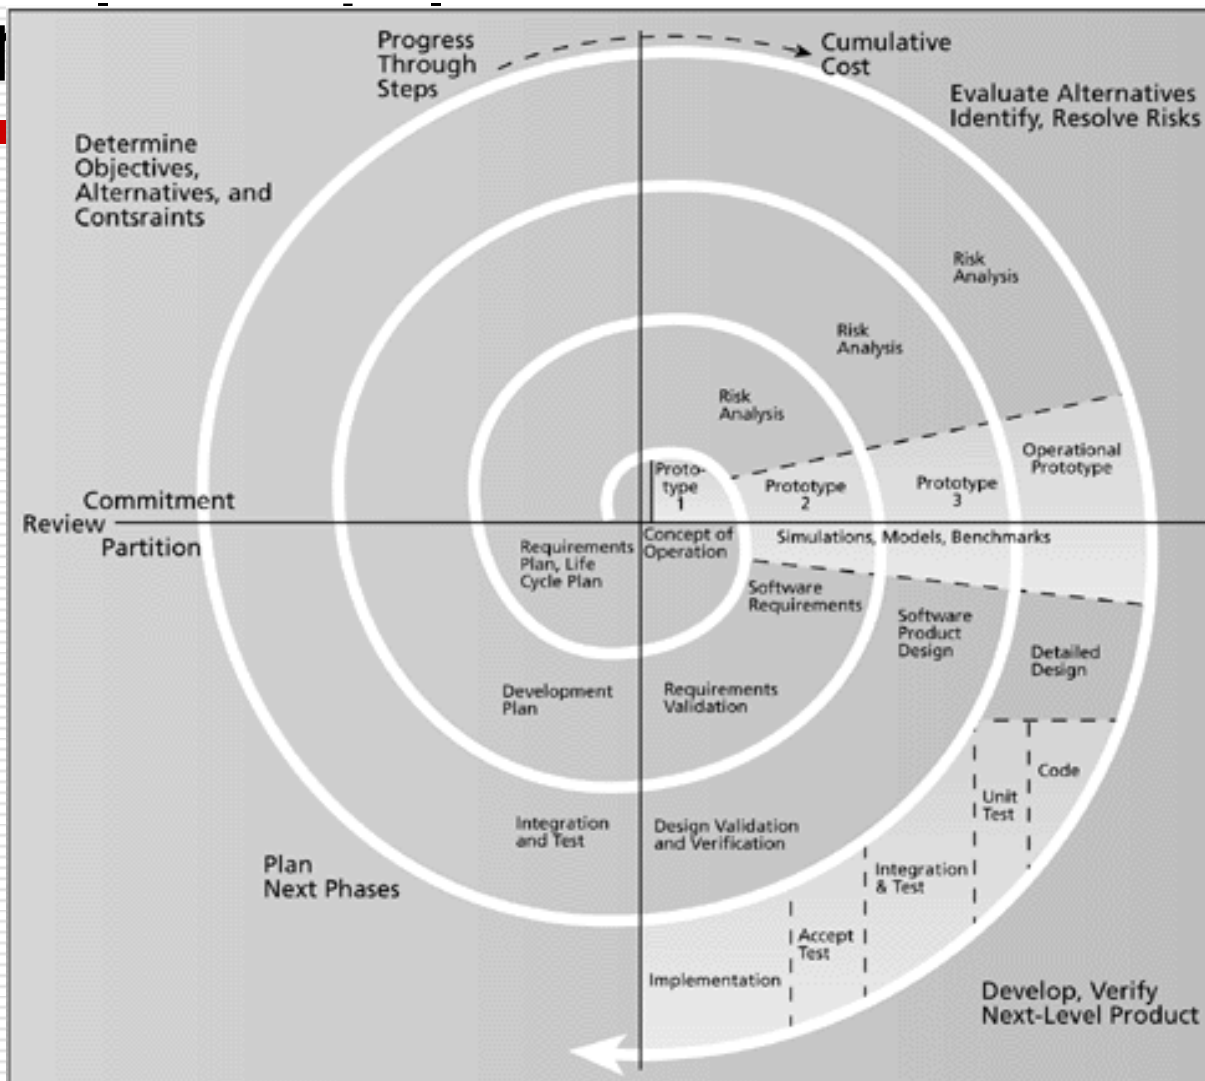 Progress
Through
Steps
Cumulative
Cost
Evaluate Alternatives
Identify, Resolve Risks
Determine
Objectives,
Alternatives, and
Contsraints
Risk
Analysis
Risk
Analysis
Risk
Analysis
Operational
Prototype
Proto-
type
1
Prototype
2
Prototype
3
Commitment
Review
Partition
Concept of
Operation
Simulations, Models, Benchmarks
Requirements
Plan, Life
Cycle Plan
Software
Requirements
Software
Product
Design
Detailed
Design
Development
Plan
Requirements
Validation
Code
Unit
Test
Integration
and Test
Design Validation
and Verification
Integration
& Test
Plan
Next Phases
Accept
Test
Implementation
Develop, Verify
Next-Level Product